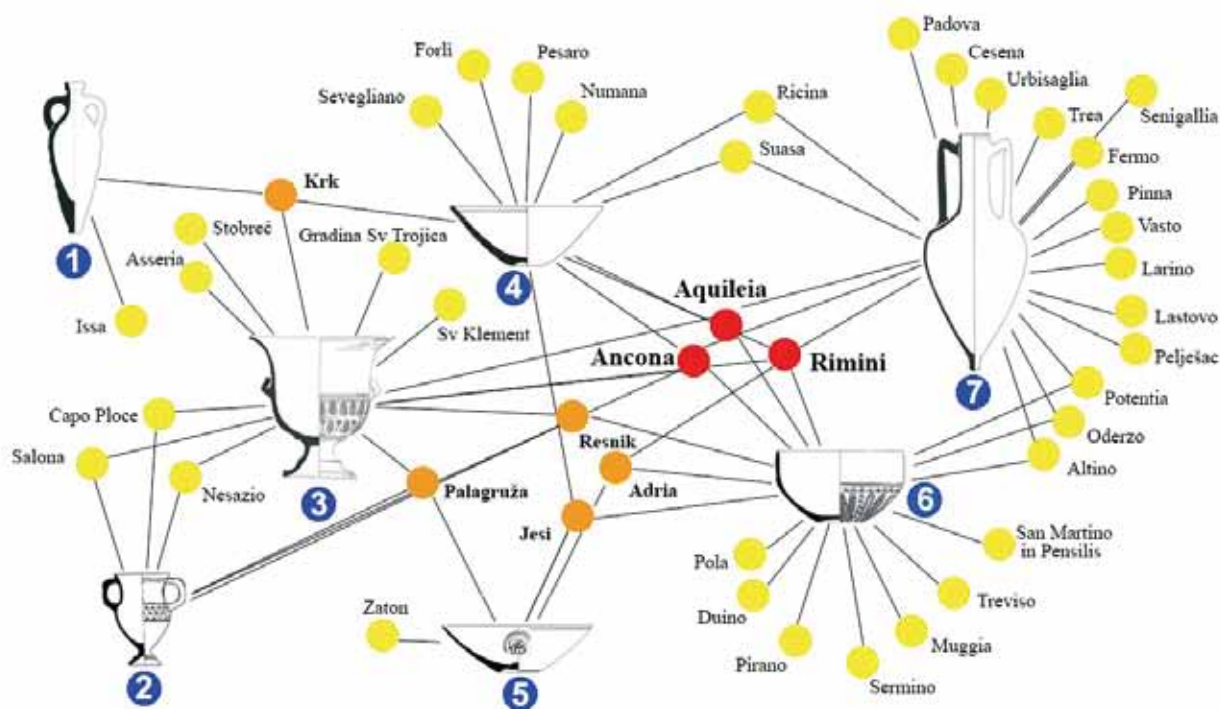 Padova
Cesena
Urbisaglia
Trea
Senigallia
Fermo
Pinna
Vasto
Larino
Lastovo
Pelješac
Potentia
Oderzo
Altino
7
Forli
Pesaro
Sevegliano
Numana
Ricina
Suasa
4
Krk
1
Issa
Stobreč
Gradina Sv Trojica
Asseria
Sv Klement
3
Aquileia
Ancona
Rimini
Capo Ploce
Salona
Nesazio
2
Palagruža
Resnik
Adria
Jesi
Zaton
5
6
San Martino
in Pensilis
Pola
Treviso
Duino
Muggia
Pirano
Sermino